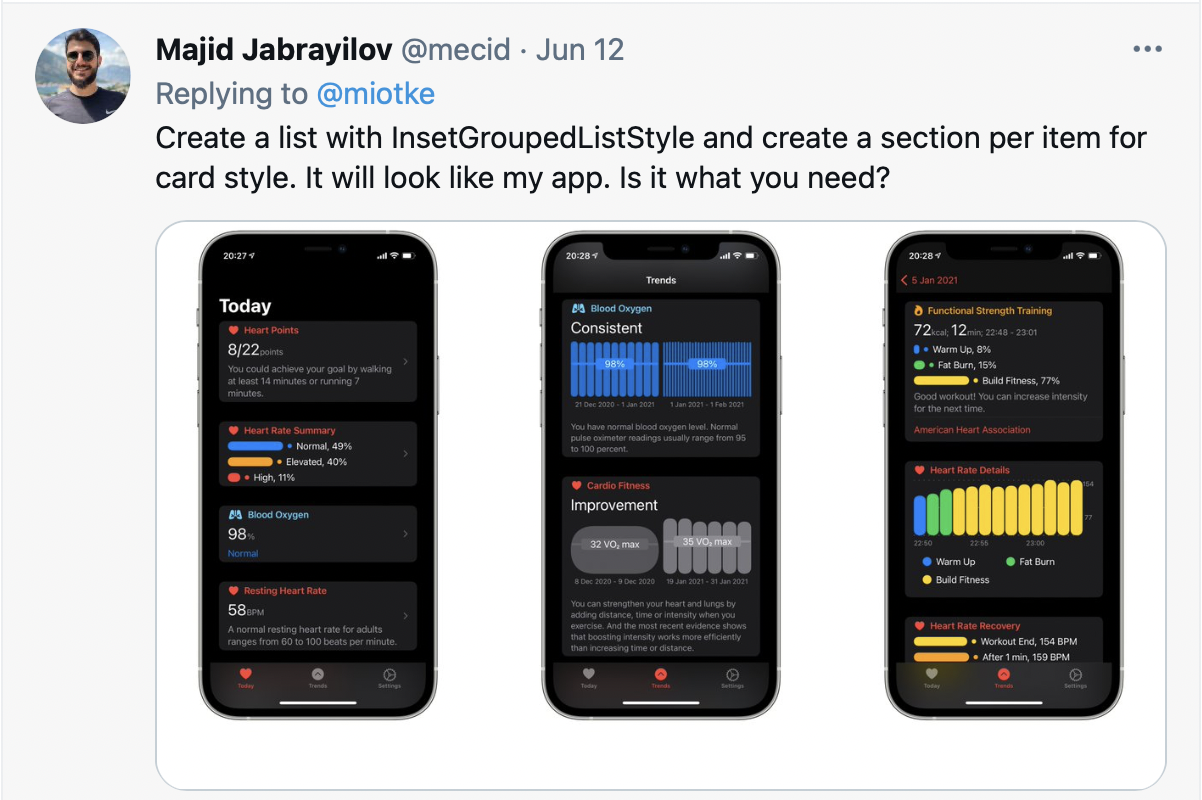 Majid Jabrayilov @mecid · Jun 12
Replying to @miotke
Create a list with InsetGroupedListStyle and create a section per item for
card style. It will look like my app. Is it what you need?
20:27
Today
Heart Points
8/22points
You could achieve your goal by walking
at least 14 minutes or running 7
minutes.
Heart Rate Summary
Normal, 49%
Elevated, 40%
High, 11%
Blood Oxygen
98%
Normal
Resting Heart Rate
58BPM
A normal resting heart rate for adults
ranges from 60 to 100 beats per minute.
Today Trends Settings
20:28
Trends
Blood Oxygen
Consistent
98% 98%
21 Dec 2020 - 1 Jan 2021 1 Jan 2021 - 1 Feb 2021
You have normal blood oxygen level. Normal
pulse oximeter readings usually range from 95
to 100 percent.
Cardio Fitness
Improvement
32 VO₂ max 35 VO₂ max
8 Dec 2020 - 9 Dec 2020 19 Jan 2021 - 31 Jan 2021
You can strengthen your heart and lungs by
adding distance, time or intensity when you
exercise. And the most recent evidence shows
that boosting intensity works more efficiently
than increasing time or distance.
Today Trends Settings
20:28
5 Jan 2021
Functional Strength Training
72kcal; 12min; 22:48 - 23:01
Warm Up, 8%
Fat Burn, 15%
Build Fitness, 77%
Good workout! You can increase intensity
for the next time.
American Heart Association
Heart Rate Details
154
77
22:50 22:55 23:00
Warm Up Fat Burn
Build Fitness
Heart Rate Recovery
Workout End, 154 BPM
After 1 min, 159 BPM
Today Trends Settings